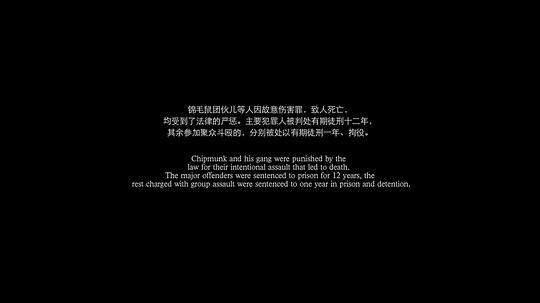 锦毛鼠团伙儿等人因故意伤害罪，致人死亡，
均受到了法律的严惩。主要犯罪人被判处有期徒刑十二年，
其余参加聚众斗殴的，分别被处以有期徒刑一年、拘役。
Chipmunk and his gang were punished by the
law for their intentional assault that led to death.
The major offenders were sentenced to prison for 12 years, the
rest charged with group assault were sentenced to one year in prison and detention.